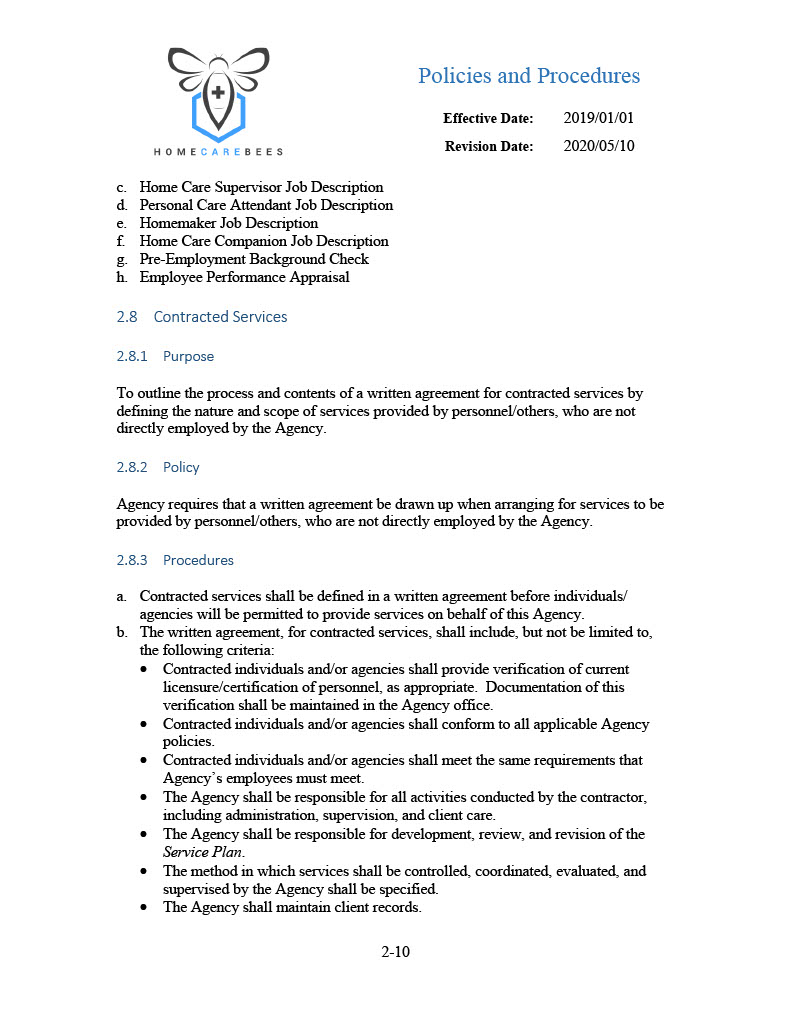 Policies and Procedures
Effective Date: 2019/01/01
Revision Date: 2020/05/10
HOMECAREBEES
c. Home Care Supervisor Job Description
d. Personal Care Attendant Job Description
e. Homemaker Job Description
f. Home Care Companion Job Description
g. Pre-Employment Background Check
h. Employee Performance Appraisal
2.8 Contracted Services
2.8.1 Purpose
To outline the process and contents of a written agreement for contracted services by
defining the nature and scope of services provided by personnel/others, who are not
directly employed by the Agency.
2.8.2 Policy
Agency requires that a written agreement be drawn up when arranging for services to be
provided by personnel/others, who are not directly employed by the Agency.
2.8.3 Procedures
a. Contracted services shall be defined in a written agreement before individuals/
agencies will be permitted to provide services on behalf of this Agency.
b. The written agreement, for contracted services, shall include, but not be limited to,
the following criteria:
• Contracted individuals and/or agencies shall provide verification of current
licensure/certification of personnel, as appropriate. Documentation of this
verification shall be maintained in the Agency office.
• Contracted individuals and/or agencies shall conform to all applicable Agency
policies.
• Contracted individuals and/or agencies shall meet the same requirements that
Agency's employees must meet.
• The Agency shall be responsible for all activities conducted by the contractor,
including administration, supervision, and client care.
• The Agency shall be responsible for development, review, and revision of the
Service Plan.
• The method in which services shall be controlled, coordinated, evaluated, and
supervised by the Agency shall be specified.
• The Agency shall maintain client records.
2-10